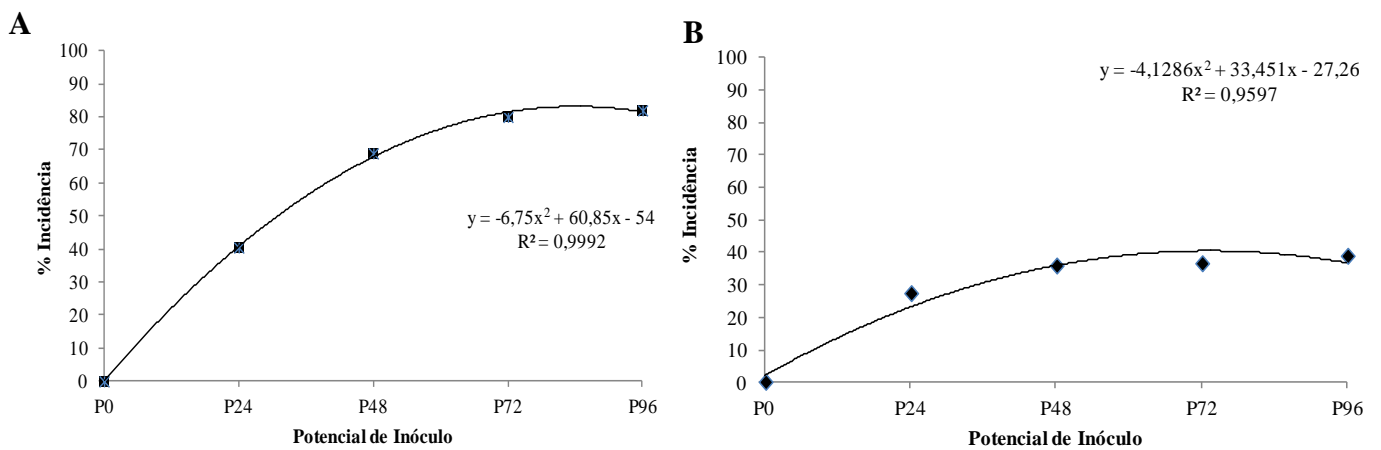 A
100
90
80
70
60
50
40
30
20
10
0
% Incidência
y = -6,75x² + 60,85x - 54
R² = 0,9992
P0 P24 P48 P72 P96
Potencial de Inóculo
B
100
90
80
70
60
50
40
30
20
10
0
% Incidência
y = -4,1286x² + 33,451x - 27,26
R² = 0,9597
P0 P24 P48 P72 P96
Potencial de Inóculo